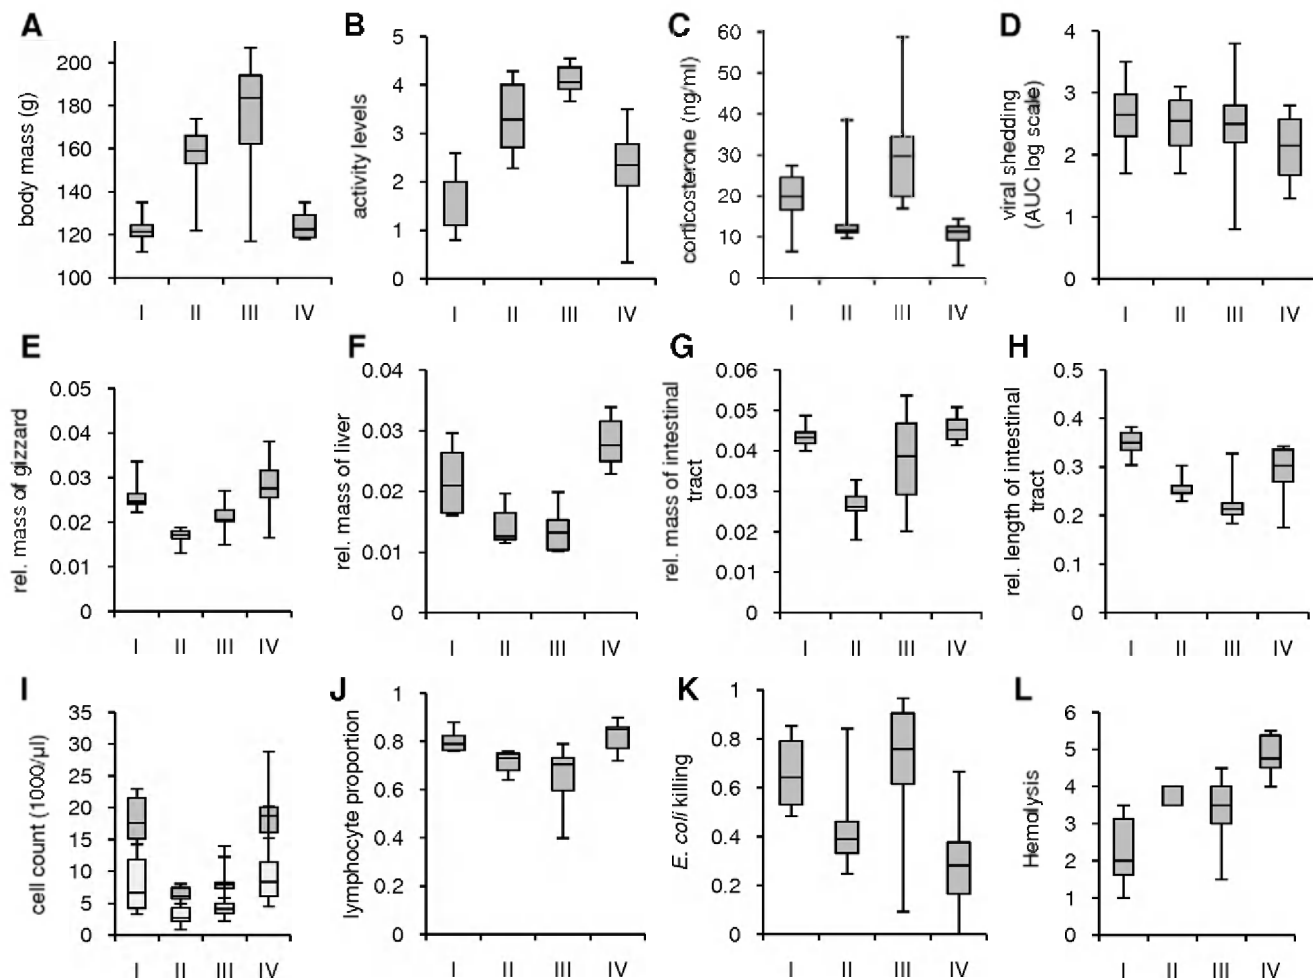 A
body mass (g)
200
180
160
140
120
100
I II III IV
B
activity levels
5
4
3
2
1
0
I II III IV
C
corticosterone (ng/ml)
60
50
40
30
20
10
0
I II III IV
D
viral shedding
(AUC log scale)
4
3
2
1
0
I II III IV
E
rel. mass of gizzard
0.05
0.04
0.03
0.02
0.01
0
I II III IV
F
rel. mass of liver
0.04
0.03
0.02
0.01
0
I II III IV
G
rel. mass of intestinal
tract
0.06
0.05
0.04
0.03
0.02
0.01
0
I II III IV
H
rel. length of intestinal
tract
0.5
0.4
0.3
0.2
0.1
0
I II III IV
I
cell count (1000/µl)
35
30
25
20
15
10
5
0
I II III IV
J
lymphocyte proportion
1
0.8
0.6
0.4
0.2
0
I II III IV
K
E. coli killing
1
0.8
0.6
0.4
0.2
0
I II III IV
L
Hemolysis
6
5
4
3
2
1
0
I II III IV